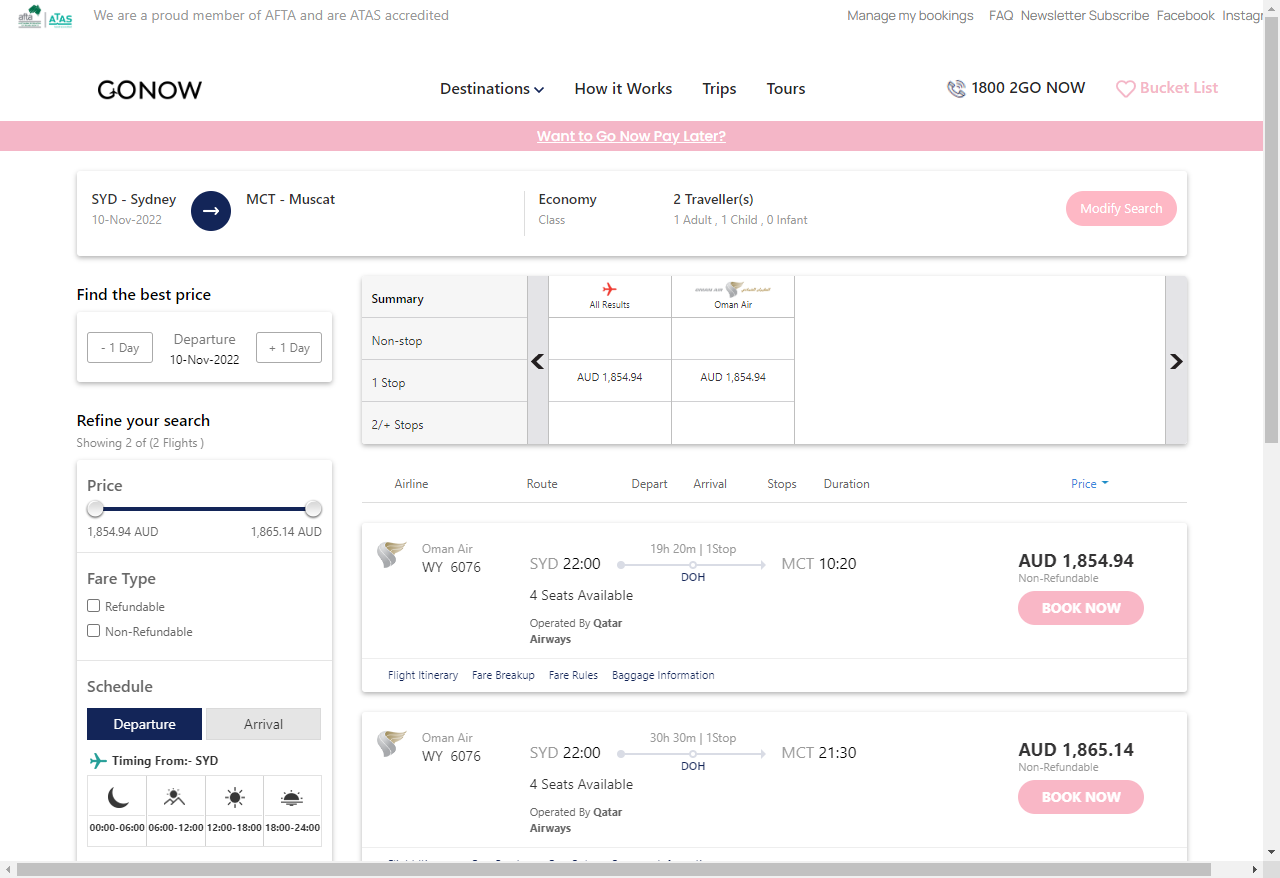 afta
ATAS
We are a proud member of AFTA and are ATAS accredited
Manage my bookings FAQ Newsletter Subscribe Facebook Instagr
GONOW
Destinations How it Works Trips Tours
1800 2GO NOW Bucket List
Want to Go Now Pay Later?
SYD - Sydney
10-Nov-2022
MCT - Muscat
Economy
Class
2 Traveller(s)
1 Adult , 1 Child , 0 Infant
Modify Search
Find the best price
- 1 Day
Departure
10-Nov-2022
+ 1 Day
Refine your search
Showing 2 of (2 Flights )
Price
1,854.94 AUD 1,865.14 AUD
Fare Type
Refundable
Non-Refundable
Schedule
Departure Arrival
Timing From:- SYD
00:00-06:00 06:00-12:00 12:00-18:00 18:00-24:00
Summary All Results Oman Air
Non-stop
1 Stop AUD 1,854.94 AUD 1,854.94
2/+ Stops
Airline Route Depart Arrival Stops Duration Price
Oman Air
WY 6076
SYD 22:00
19h 20m | 1Stop
DOH
MCT 10:20
4 Seats Available
Operated By Qatar
Airways
AUD 1,854.94
Non-Refundable
BOOK NOW
Flight Itinerary Fare Breakup Fare Rules Baggage Information
Oman Air
WY 6076
SYD 22:00
30h 30m | 1Stop
DOH
MCT 21:30
4 Seats Available
Operated By Qatar
Airways
AUD 1,865.14
Non-Refundable
BOOK NOW